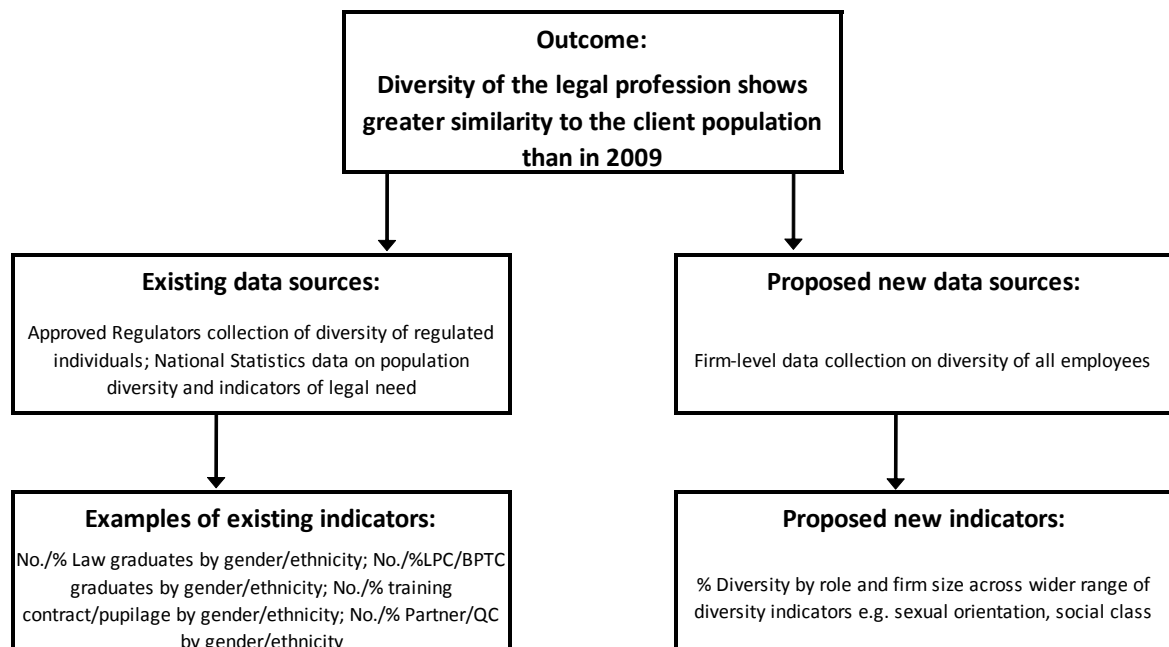 Outcome:
Diversity of the legal profession shows
greater similarity to the client population
than in 2009
Existing data sources:
Approved Regulators collection of diversity of regulated
individuals; National Statistics data on population
diversity and indicators of legal need
Proposed new data sources:
Firm-level data collection on diversity of all employees
Examples of existing indicators:
No./% Law graduates by gender/ethnicity; No./%LPC/BPTC
graduates by gender/ethnicity; No./% training
contract/pupilage by gender/ethnicity; No./% Partner/QC
by gender/ethnicity
Proposed new indicators:
% Diversity by role and firm size across wider range of
diversity indicators e.g. sexual orientation, social class